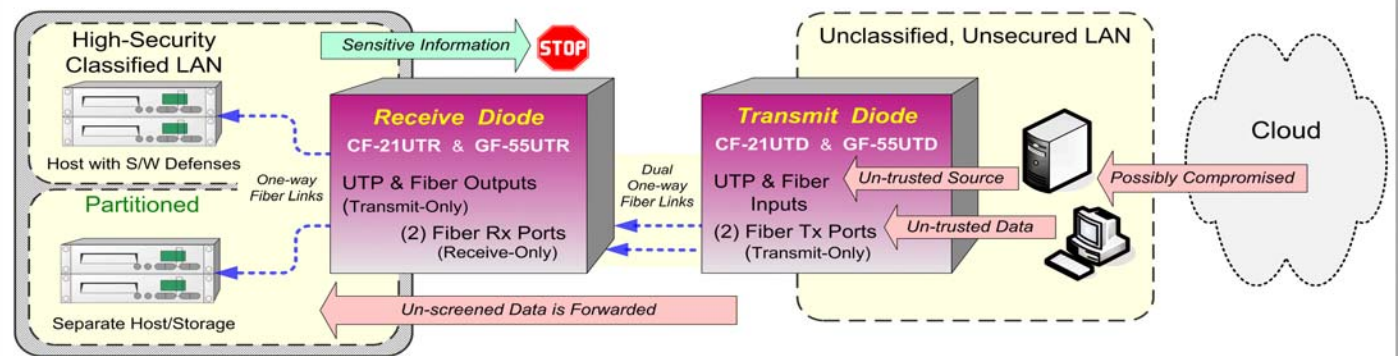 High-Security
Classified LAN
Host with S/W Defenses
Partitioned
Separate Host/Storage
Sensitive Information
STOP
One-way
Fiber Links
Receive Diode
CF-21UTR & GF-55UTR
UTP & Fiber Outputs
(Transmit-Only)
(2) Fiber Rx Ports
(Receive-Only)
Dual
One-way
Fiber Links
Un-screened Data is Forwarded
Unclassified, Unsecured LAN
Transmit Diode
CF-21UTD & GF-55UTD
UTP & Fiber
Inputs
(2) Fiber Tx Ports
(Transmit-Only)
Un-trusted Source
Un-trusted Data
Possibly Compromised
Cloud